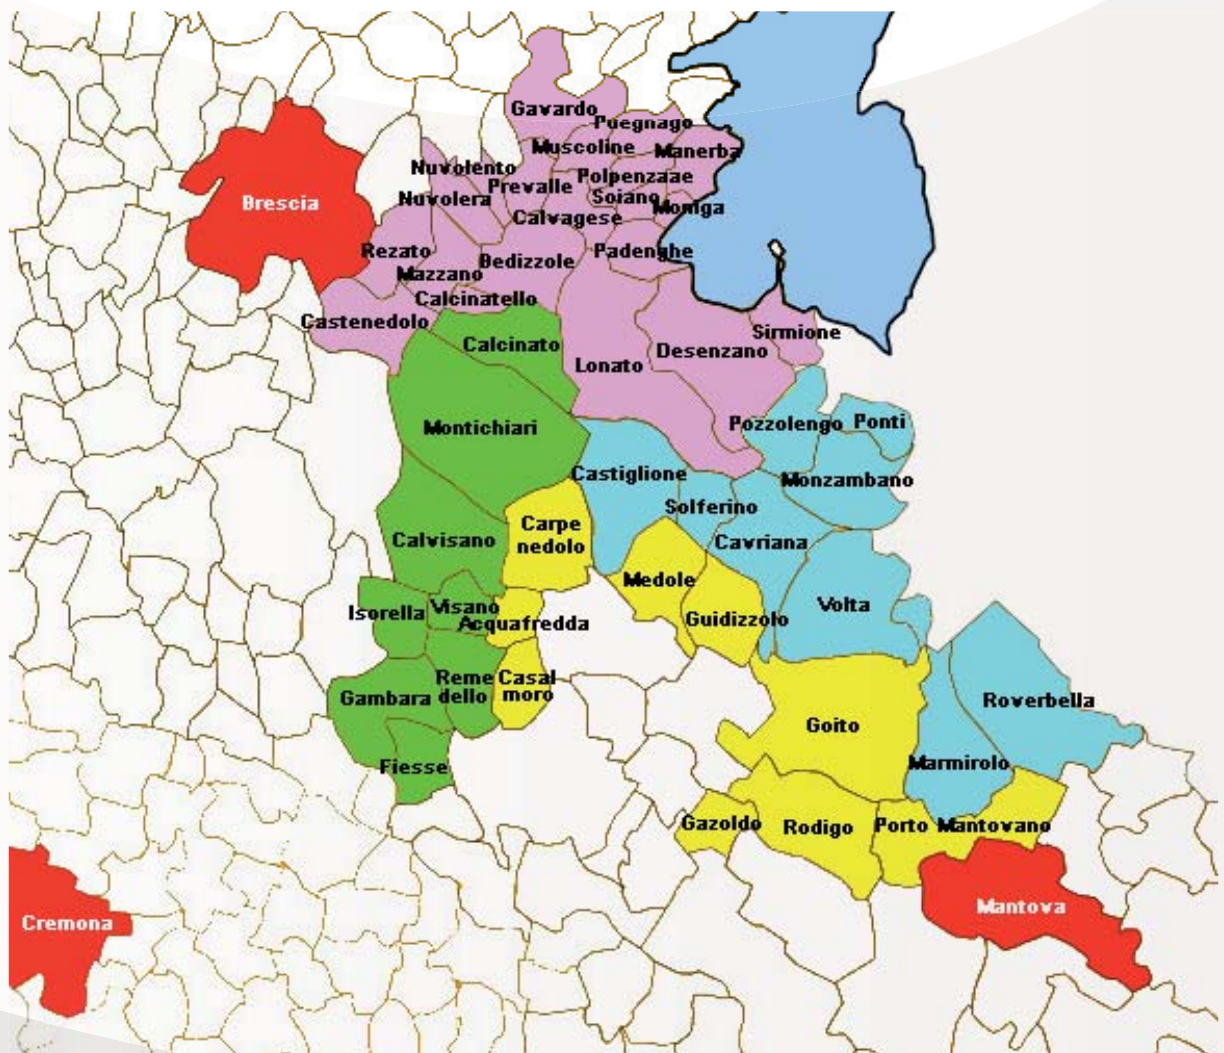 Gavardo
Puegnago
Muscoline
Manerba
Nuvolento
Polpenzaae
Prevalle
Nuvolera
Soiano
Moniga
Brescia
Calvagese
Rezato
Padenghe
Bedizzole
Mazzano
Calcinatello
Castenedolo
Sirmione
Calcinato
Desenzano
Lonato
Pozzolengo
Ponti
Montichiari
Castiglione
Monzambano
Solferino
Carpe
nedolo
Calvisano
Cavriana
Medole
Volta
Isorella
Visano
Acquafredda
Guidizzolo
Reme
dello
Casal
moro
Gambara
Roverbella
Goito
Fiesse
Marmirolo
Gazoldo
Rodigo
Porto Mantovano
Mantova
Cremona